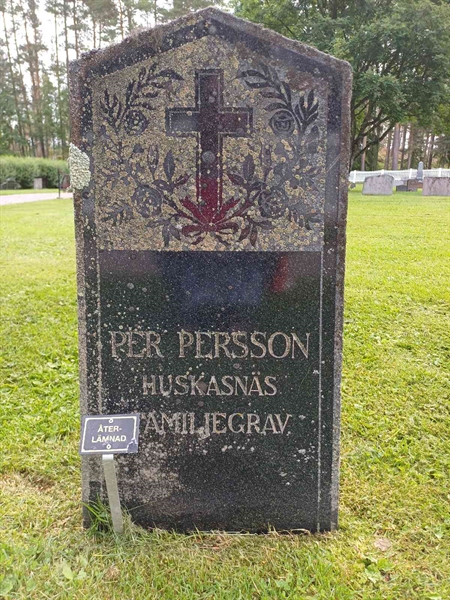 PER PERSSON
HUSKASNÄS
FAMILJEGRAV
ÅTER-
LÄMNAD